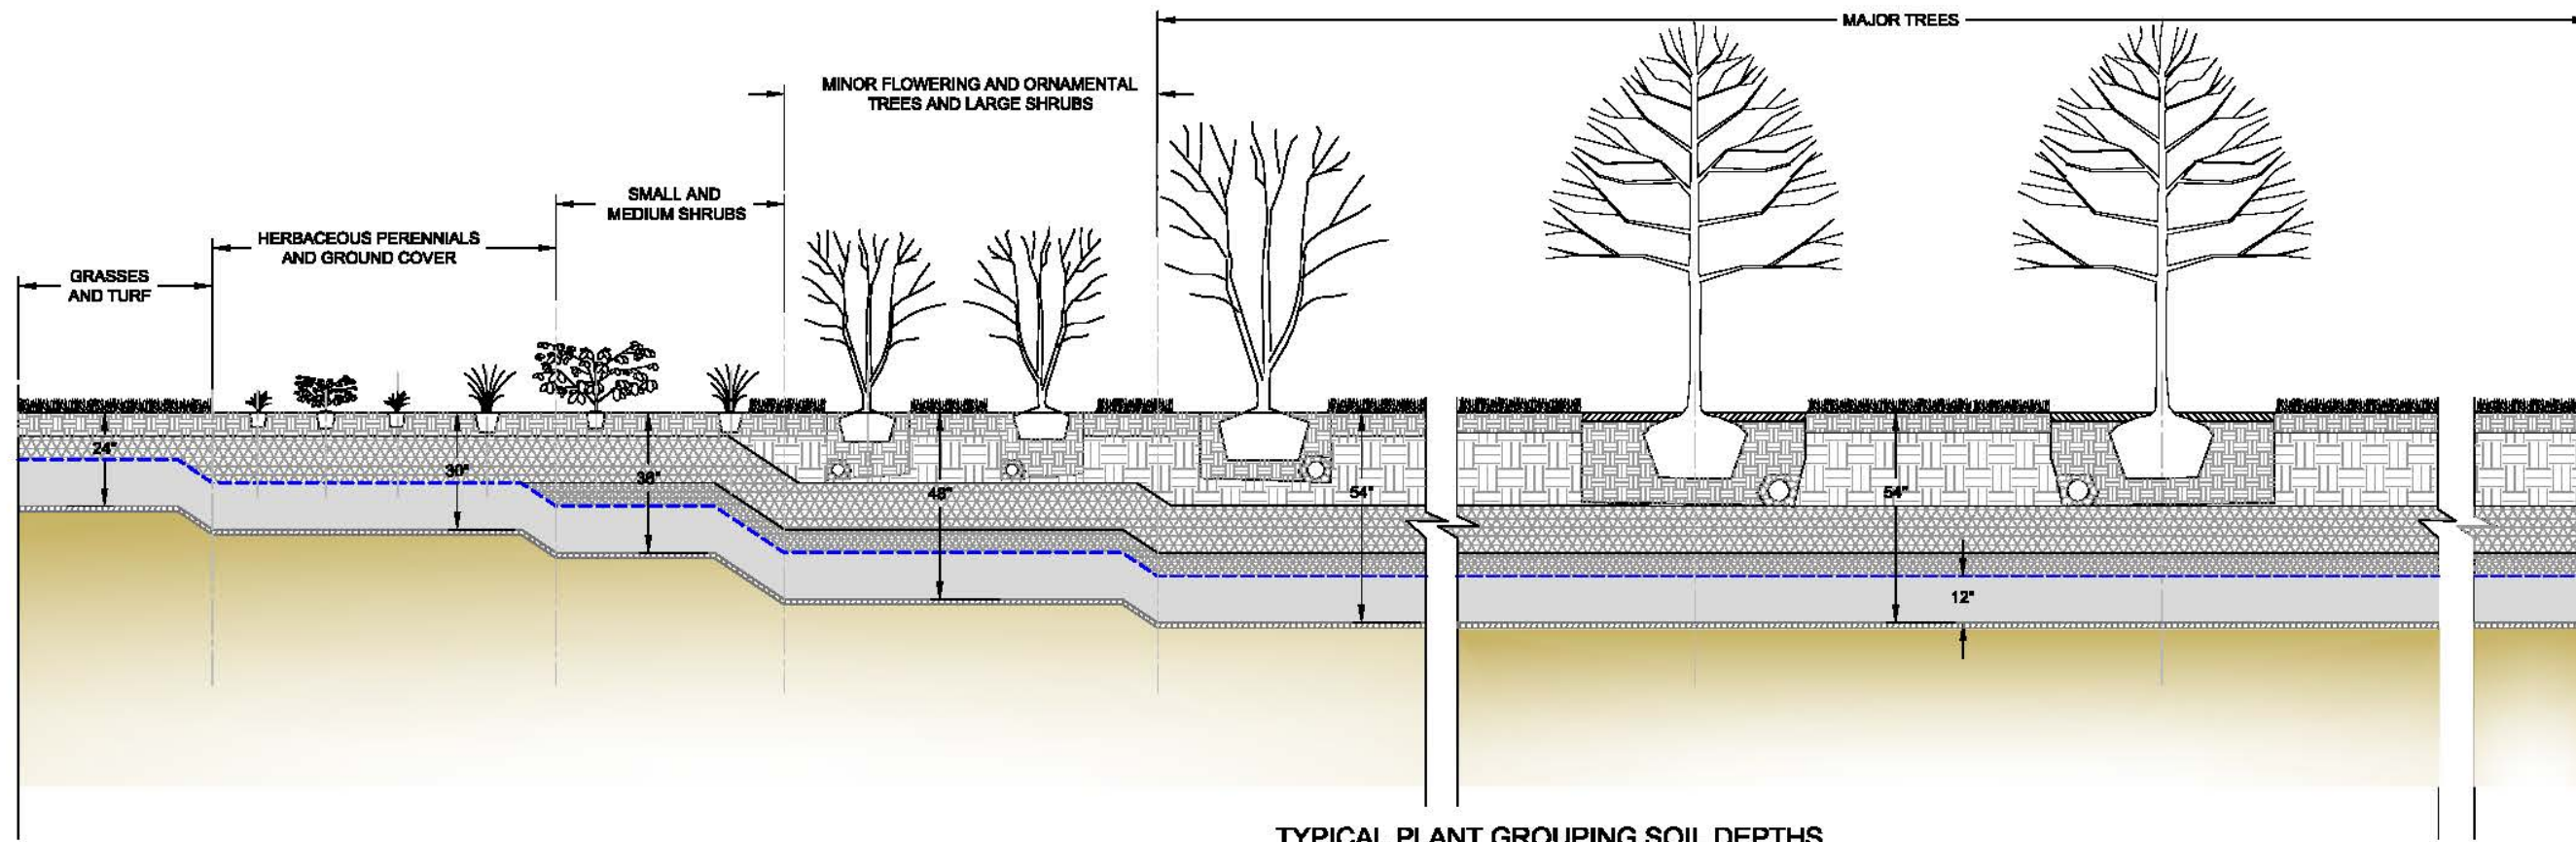 MAJOR TREES
MINOR FLOWERING AND ORNAMENTAL
TREES AND LARGE SHRUBS
SMALL AND
MEDIUM SHRUBS
HERBACEOUS PERENNIALS
AND GROUND COVER
GRASSES
AND TURF
24"
30"
36"
48"
54"
54"
12"
TYPICAL PLANT GROUPING SOIL DEPTHS